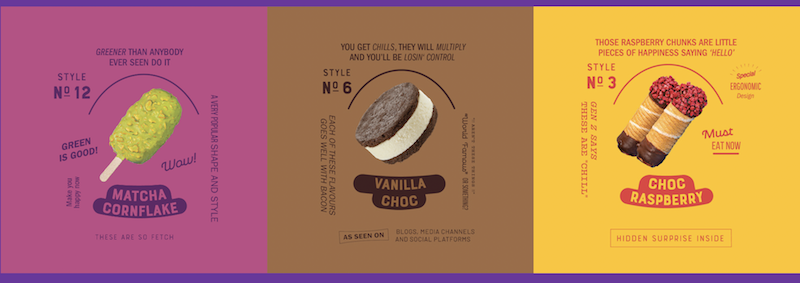 GREENER THAN ANYBODY
EVER SEEN DO IT
STYLE
Nº 12
GREEN
IS GOOD!
Wow!
A VERY POPULAR SHAPE AND STYLE
Make you
happy now
MATCHA
CORNFLAKE
THESE ARE SO FETCH
YOU GET CHILLS, THEY WILL MULTIPLY
AND YOU'LL BE LOSIN' CONTROL
STYLE
Nº 6
EACH OF THESE FLAVOURS
GOES WELL WITH BACON
"World Famous" OR SOMETHING?
VANILLA
CHOC
AS SEEN ON
BLOGS, MEDIA CHANNELS
AND SOCIAL PLATFORMS
THOSE RASPBERRY CHUNKS ARE LITTLE
PIECES OF HAPPINESS SAYING 'HELLO'
STYLE
Nº 3
Special
ERGONOMIC
Design
GEN Z SAYS
THESE ARE "CHILL"
Must
EAT NOW
CHOC
RASPBERRY
HIDDEN SURPRISE INSIDE